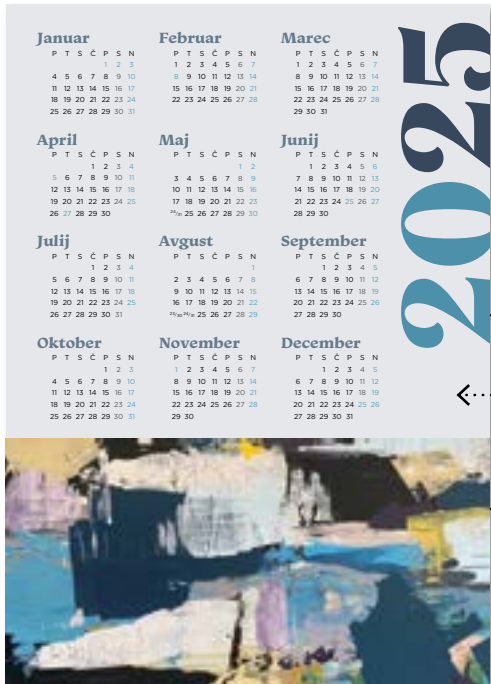 Januar
P T S Č P S N
1 2 3
4 5 6 7 8 9 10
11 12 13 14 15 16 17
18 19 20 21 22 23 24
25 26 27 28 29 30 31
Februar
P T S Č P S N
1 2 3 4 5 6 7
8 9 10 11 12 13 14
15 16 17 18 19 20 21
22 23 24 25 26 27 28
Marec
P T S Č P S N
1 2 3 4 5 6 7
8 9 10 11 12 13 14
15 16 17 18 19 20 21
22 23 24 25 26 27 28
29 30 31
April
P T S Č P S N
1 2 3 4
5 6 7 8 9 10 11
12 13 14 15 16 17 18
19 20 21 22 23 24 25
26 27 28 29 30
Maj
P T S Č P S N
1 2
3 4 5 6 7 8 9
10 11 12 13 14 15 16
17 18 19 20 21 22 23
24/31 25 26 27 28 29 30
Junij
P T S Č P S N
1 2 3 4 5 6
7 8 9 10 11 12 13
14 15 16 17 18 19 20
21 22 23 24 25 26 27
28 29 30
Julij
P T S Č P S N
1 2 3 4
5 6 7 8 9 10 11
12 13 14 15 16 17 18
19 20 21 22 23 24 25
26 27 28 29 30 31
Avgust
P T S Č P S N
1
2 3 4 5 6 7 8
9 10 11 12 13 14 15
16 17 18 19 20 21 22
23/30 24/31 25 26 27 28 29
September
P T S Č P S N
1 2 3 4 5
6 7 8 9 10 11 12
13 14 15 16 17 18 19
20 21 22 23 24 25 26
27 28 29 30
Oktober
P T S Č P S N
1 2 3
4 5 6 7 8 9 10
11 12 13 14 15 16 17
18 19 20 21 22 23 24
25 26 27 28 29 30 31
November
P T S Č P S N
1 2 3 4 5 6 7
8 9 10 11 12 13 14
15 16 17 18 19 20 21
22 23 24 25 26 27 28
29 30
December
P T S Č P S N
1 2 3 4 5
6 7 8 9 10 11 12
13 14 15 16 17 18 19
20 21 22 23 24 25 26
27 28 29 30 31
2025